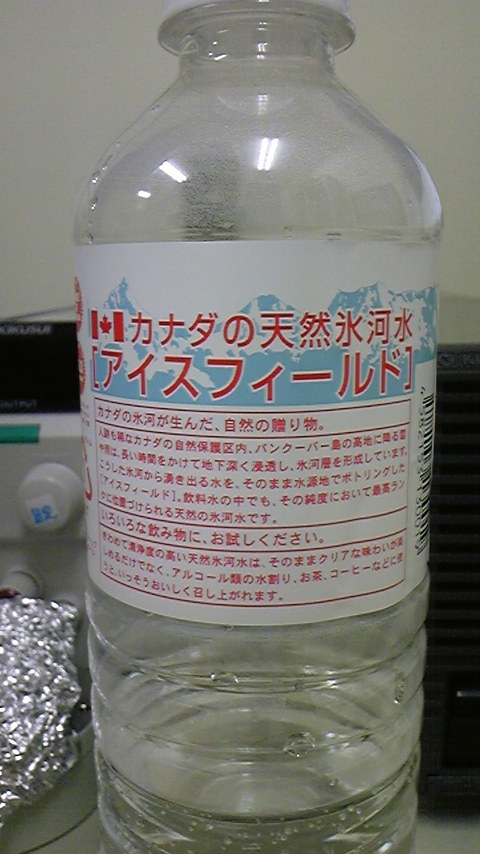 KOKUSUI
OUTPUT
カナダの天然氷河水
[アイスフィールド]
カナダの氷河が生んだ、自然の贈り物。
人跡も稀なカナダの自然保護区内、バンクーバー島の高地に降る雪
や雨は、長い時間をかけて地下深く浸透し、氷河層を形成しています。
こうした氷河から湧き出る水を、そのまま水源地でボトリングした
[アイスフィールド]。飲料水の中でも、その純度において最高ラン
クに位置づけられる天然の氷河水です。
いろいろな飲み物に、お試しください。
きわめて清浄度の高い天然氷河水は、そのままクリアな味わいが楽
しめるだけでなく、アルコール類の水割り、お茶、コーヒーなどに使
うと、いっそうおいしく召し上がれます。